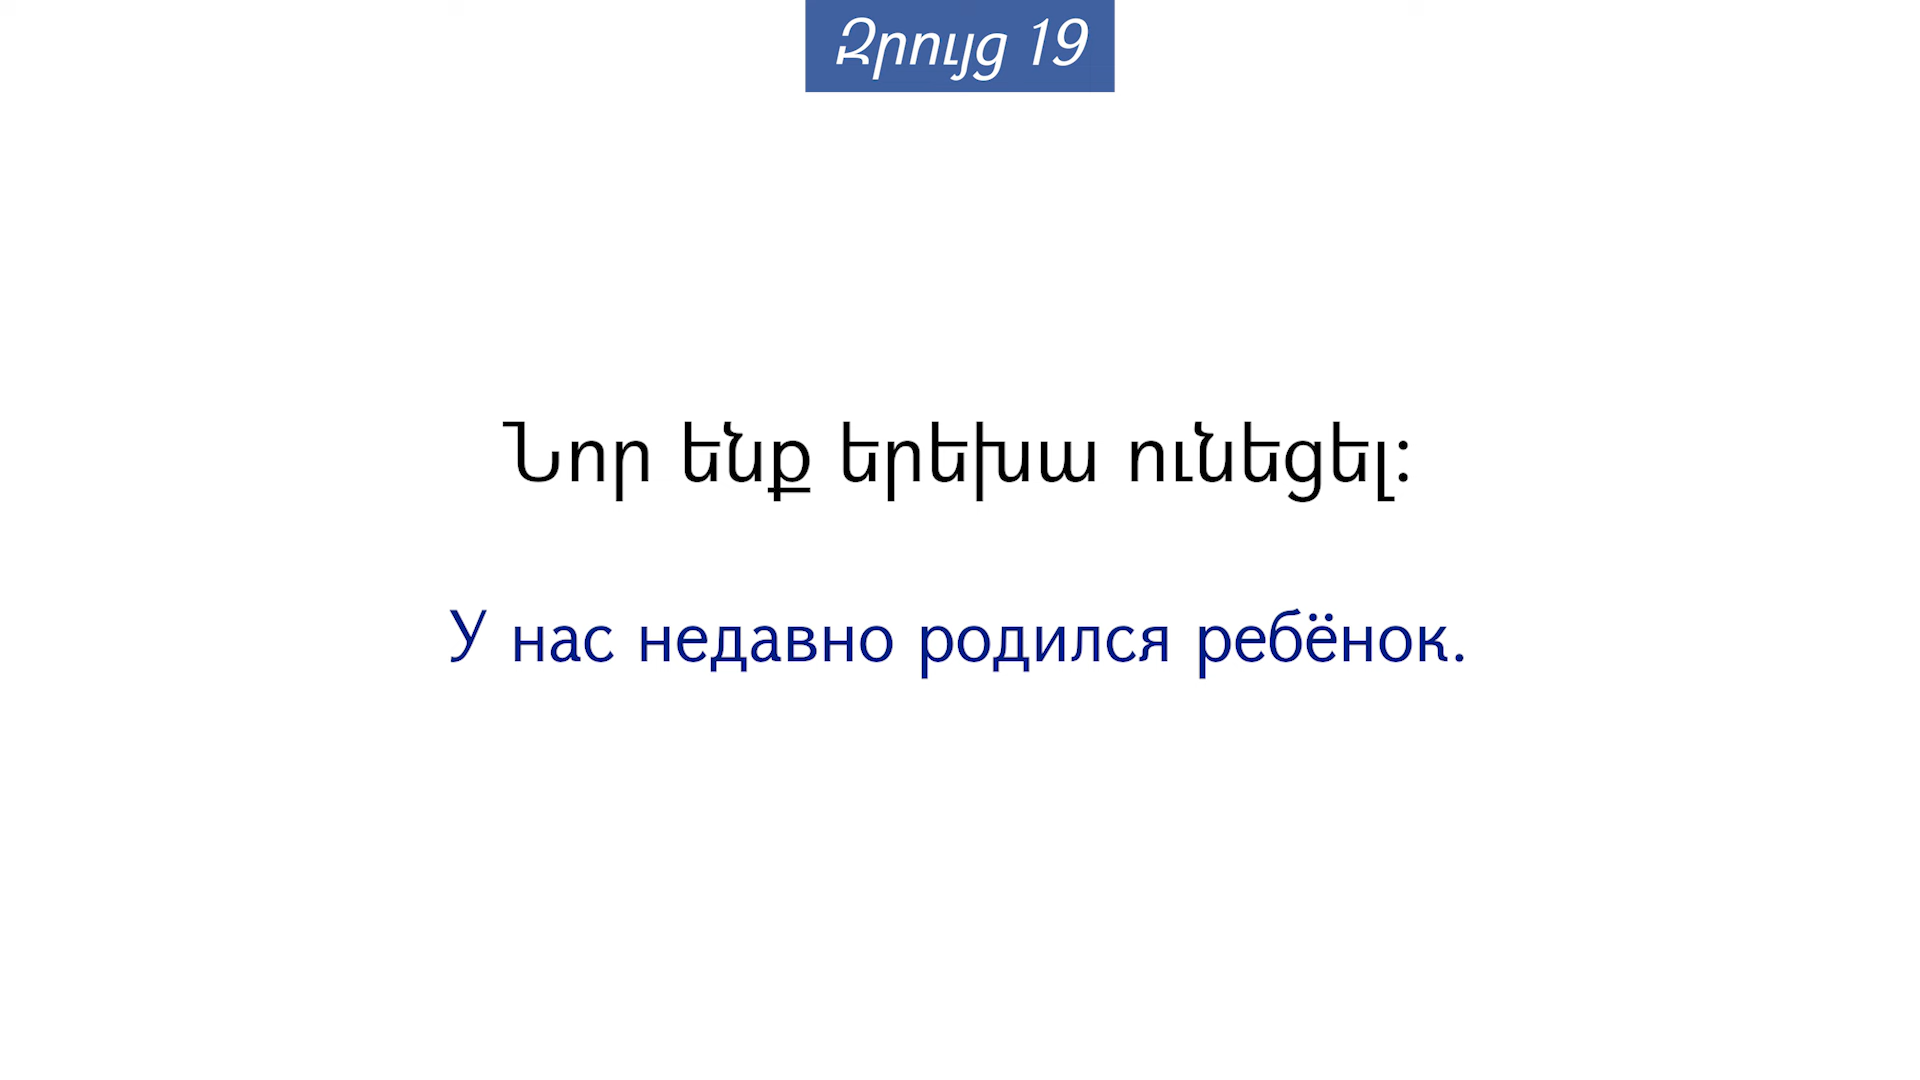 Զրույց 19
Նոր ենք երեխա ունեցել:
У нас недавно родился ребёнок.